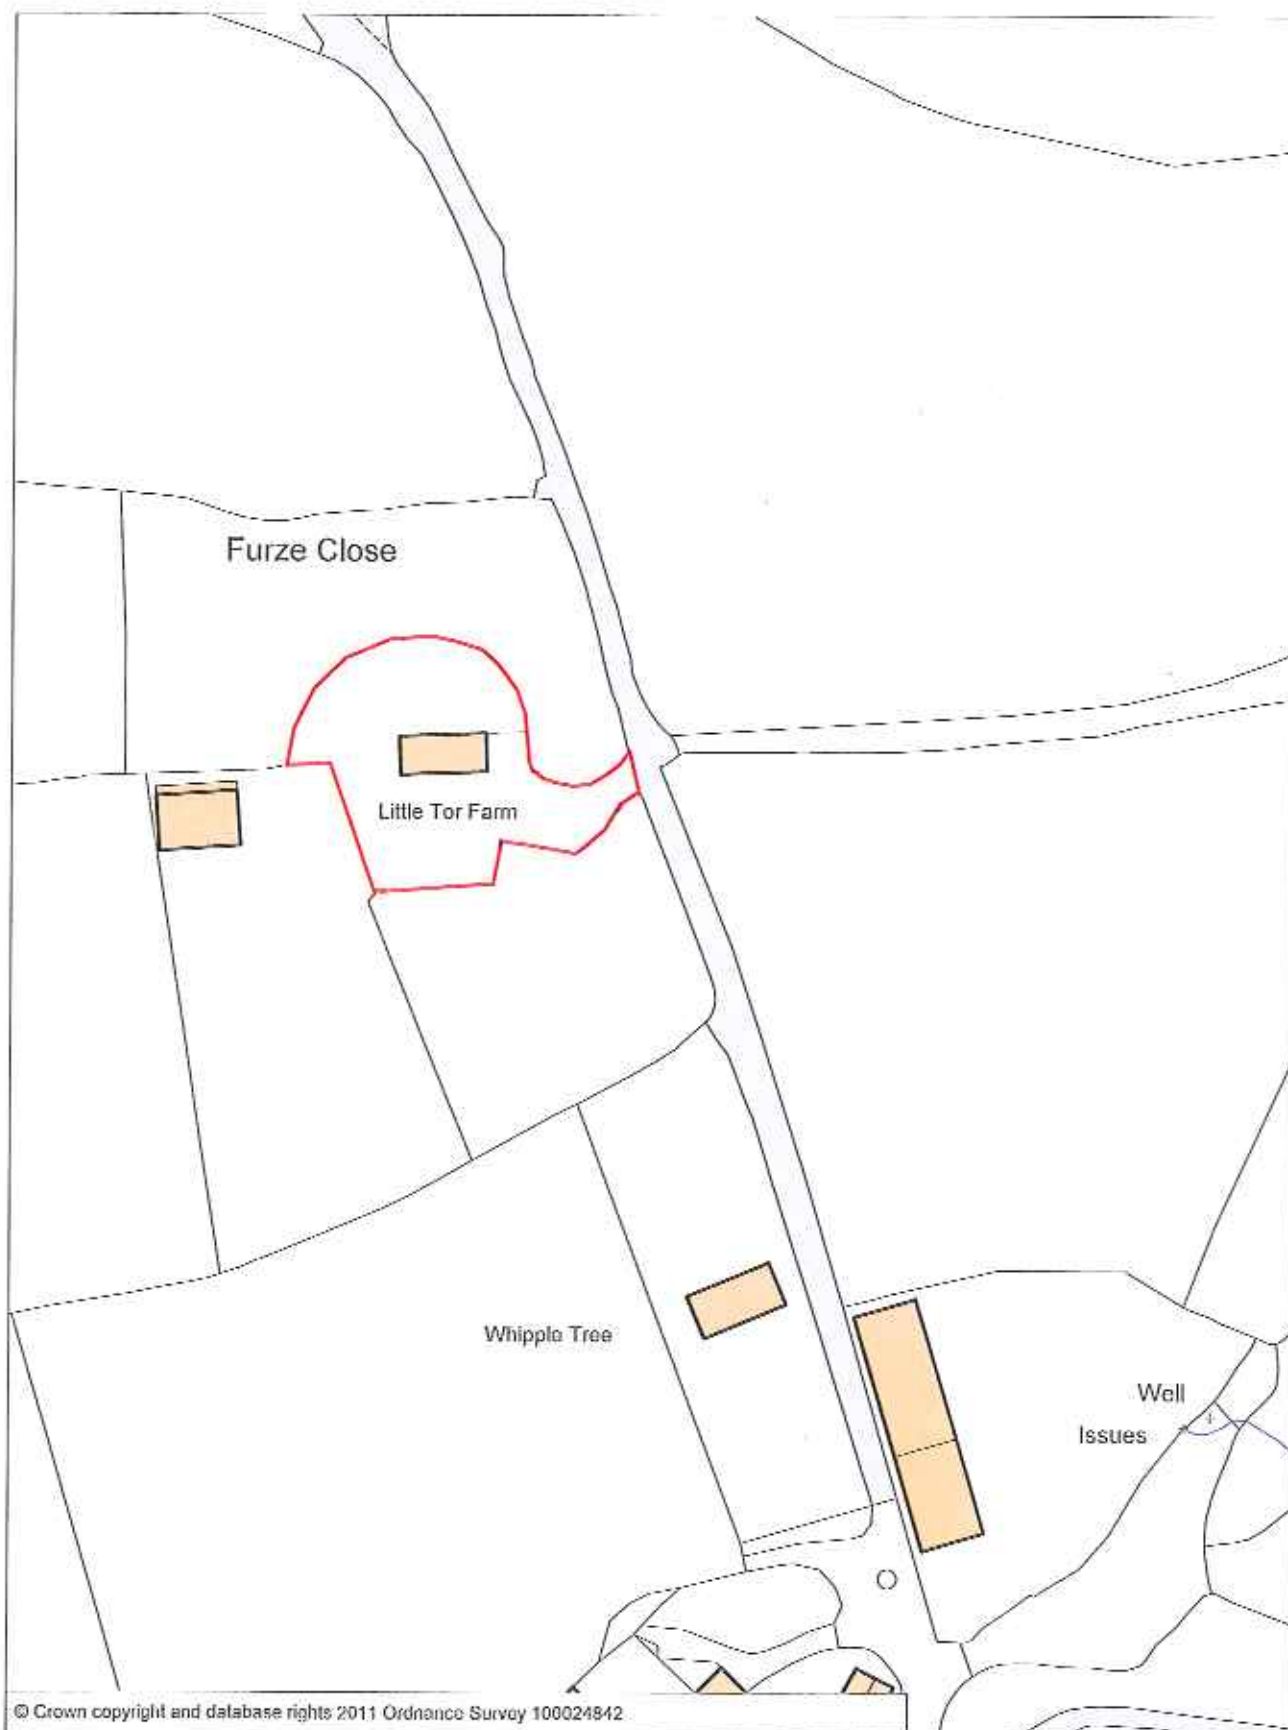 Furze Close
Little Tor Farm
Whipple Tree
Well
Issues
© Crown copyright and database rights 2011 Ordnance Survey 100024842